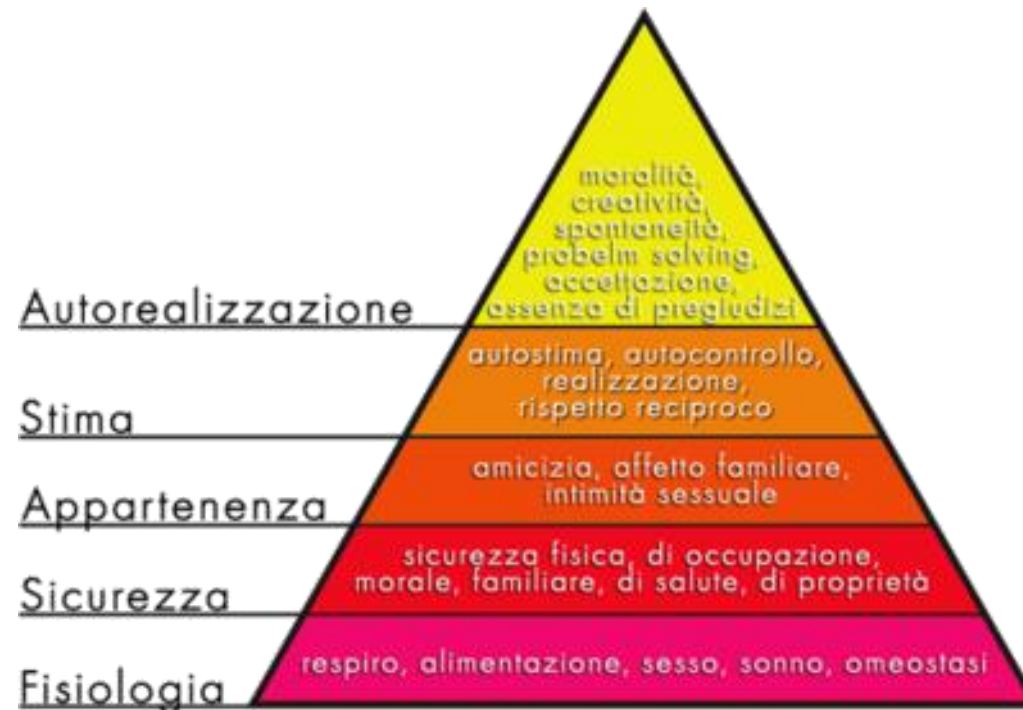 moralità,
creatività,
spontaneità,
probelm solving,
accettazione,
assenza di pregiudizi
Autorealizzazione
autostima, autocontrollo,
realizzazione,
rispetto reciproco
Stima
amicizia, affetto familiare,
intimità sessuale
Appartenenza
sicurezza fisica, di occupazione,
morale, familiare, di salute, di proprietà
Sicurezza
respiro, alimentazione, sesso, sonno, omeostasi
Fisiologia